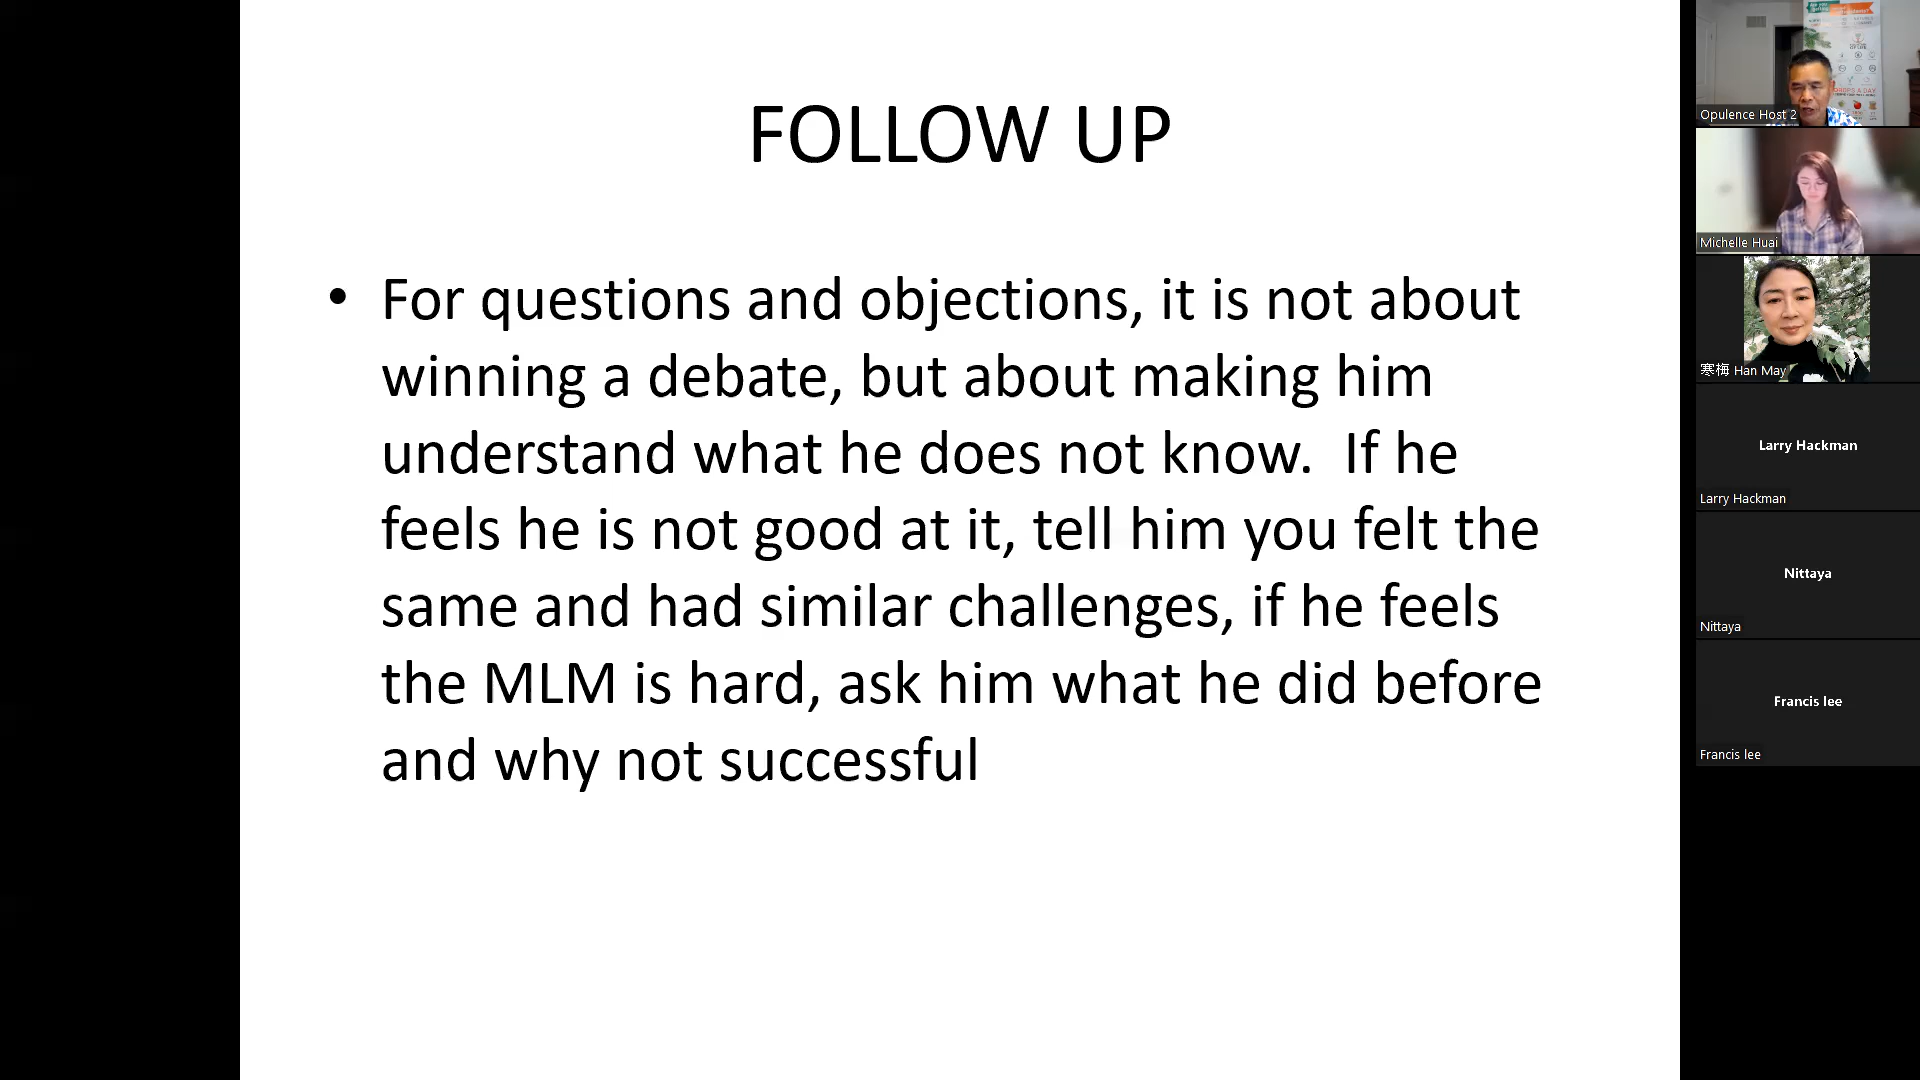 FOLLOW UP
• For questions and objections, it is not about
winning a debate, but about making him
understand what he does not know.  If he
feels he is not good at it, tell him you felt the
same and had similar challenges, if he feels
the MLM is hard, ask him what he did before
and why not successful
Opulence Host 2
Michelle Huai
寒梅 Han May
Larry Hackman
Larry Hackman
Nittaya
Nittaya
Francis lee
Francis lee